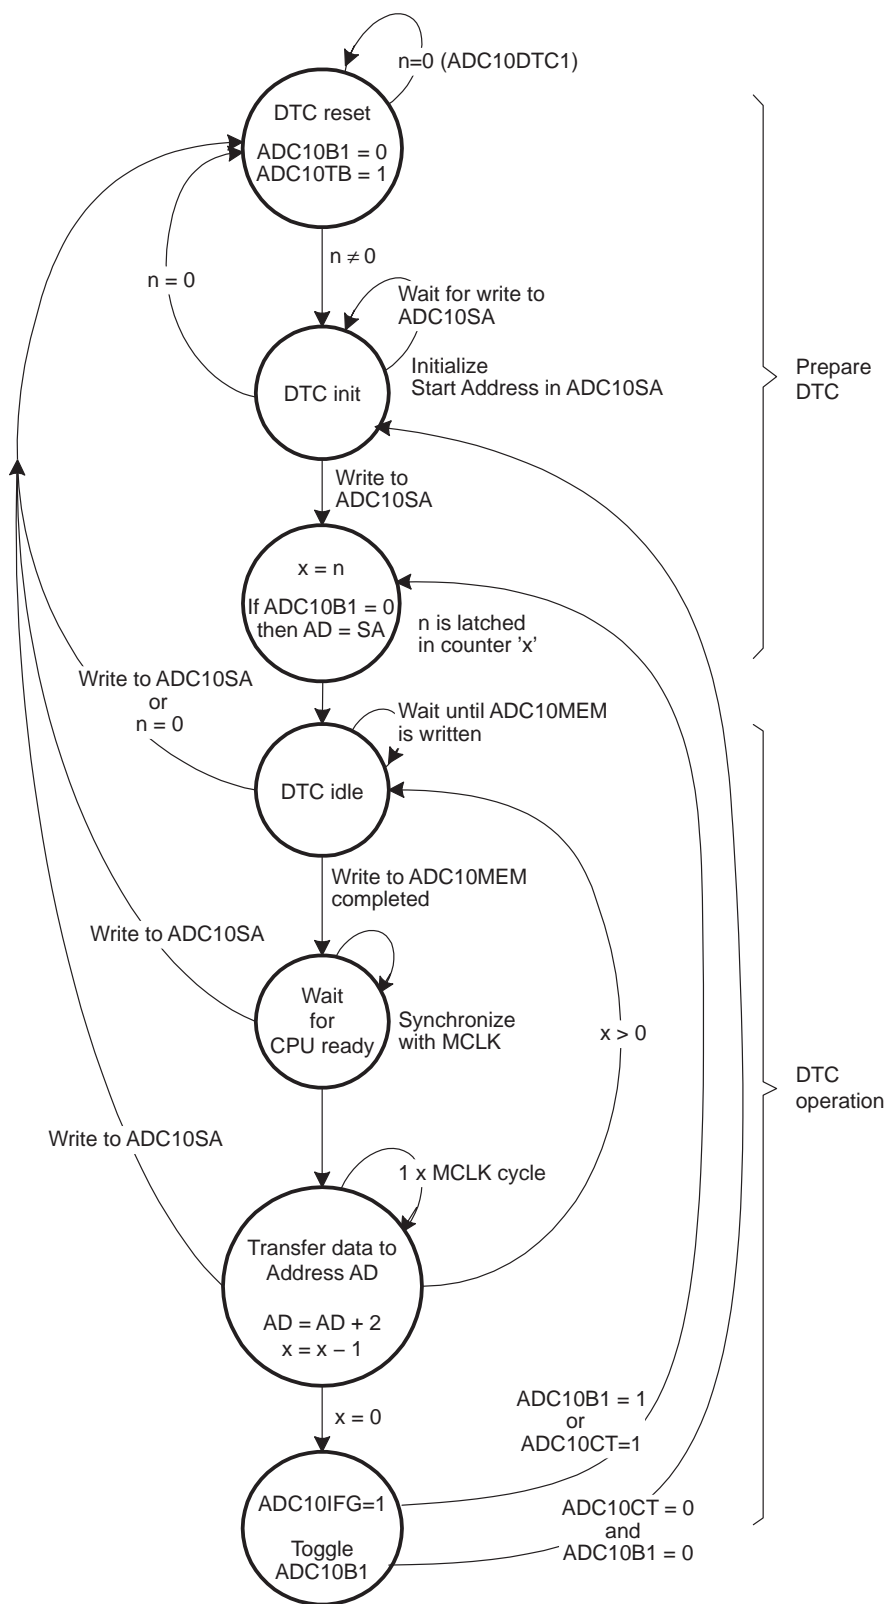 n=0 (ADC10DTC1)
DTC reset
ADC10B1 = 0
ADC10TB = 1
n ≠ 0
n = 0
Wait for write to
ADC10SA
Initialize
Start Address in ADC10SA
DTC init
Prepare
DTC
Write to
ADC10SA
x = n
If ADC10B1 = 0
then AD = SA
n is latched
in counter ’x’
Write to ADC10SA
or
n = 0
Wait until ADC10MEM
is written
DTC idle
Write to ADC10MEM
completed
Write to ADC10SA
Wait
for
CPU ready
Synchronize
with MCLK
x > 0
DTC
operation
Write to ADC10SA
1 x MCLK cycle
Transfer data to
Address AD
AD = AD + 2
x = x − 1
x = 0
ADC10B1 = 1
or
ADC10CT=1
ADC10IFG=1
Toggle
ADC10B1
ADC10CT = 0
and
ADC10B1 = 0